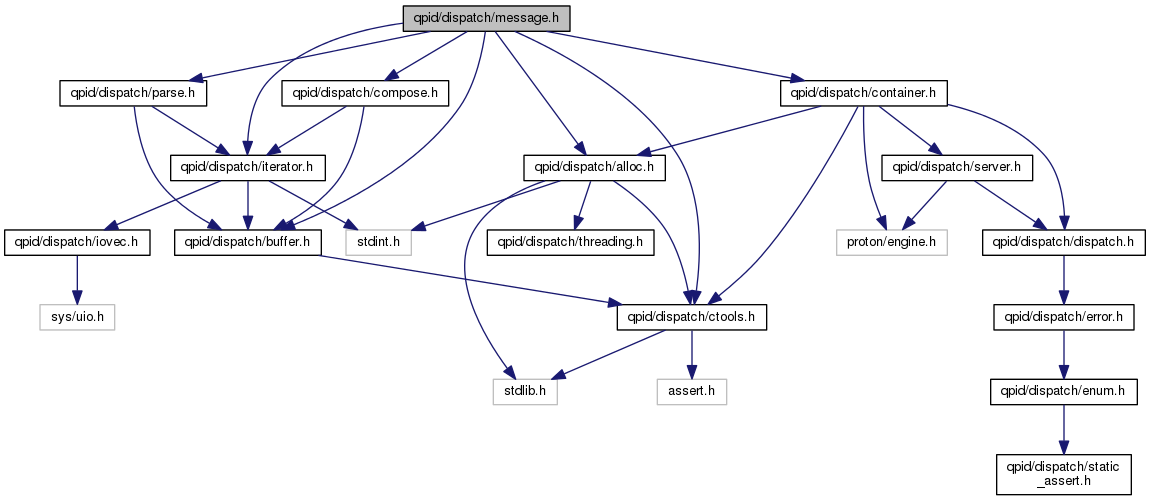 qpid/dispatch/message.h
qpid/dispatch/parse.h
qpid/dispatch/compose.h
qpid/dispatch/container.h
qpid/dispatch/iterator.h
qpid/dispatch/alloc.h
qpid/dispatch/server.h
qpid/dispatch/iovec.h
qpid/dispatch/buffer.h
stdint.h
qpid/dispatch/threading.h
proton/engine.h
qpid/dispatch/dispatch.h
sys/uio.h
qpid/dispatch/ctools.h
qpid/dispatch/error.h
stdlib.h
assert.h
qpid/dispatch/enum.h
qpid/dispatch/static
_assert.h